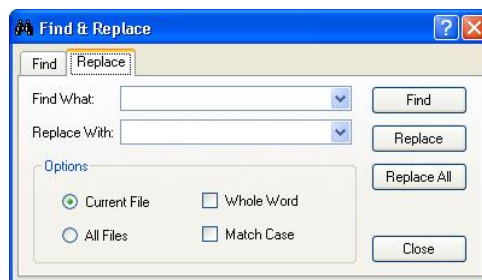 Find & Replace
Find Replace
Find What: Find
Replace With: Replace
Options Replace All
Current File Whole Word
All Files Match Case
Close